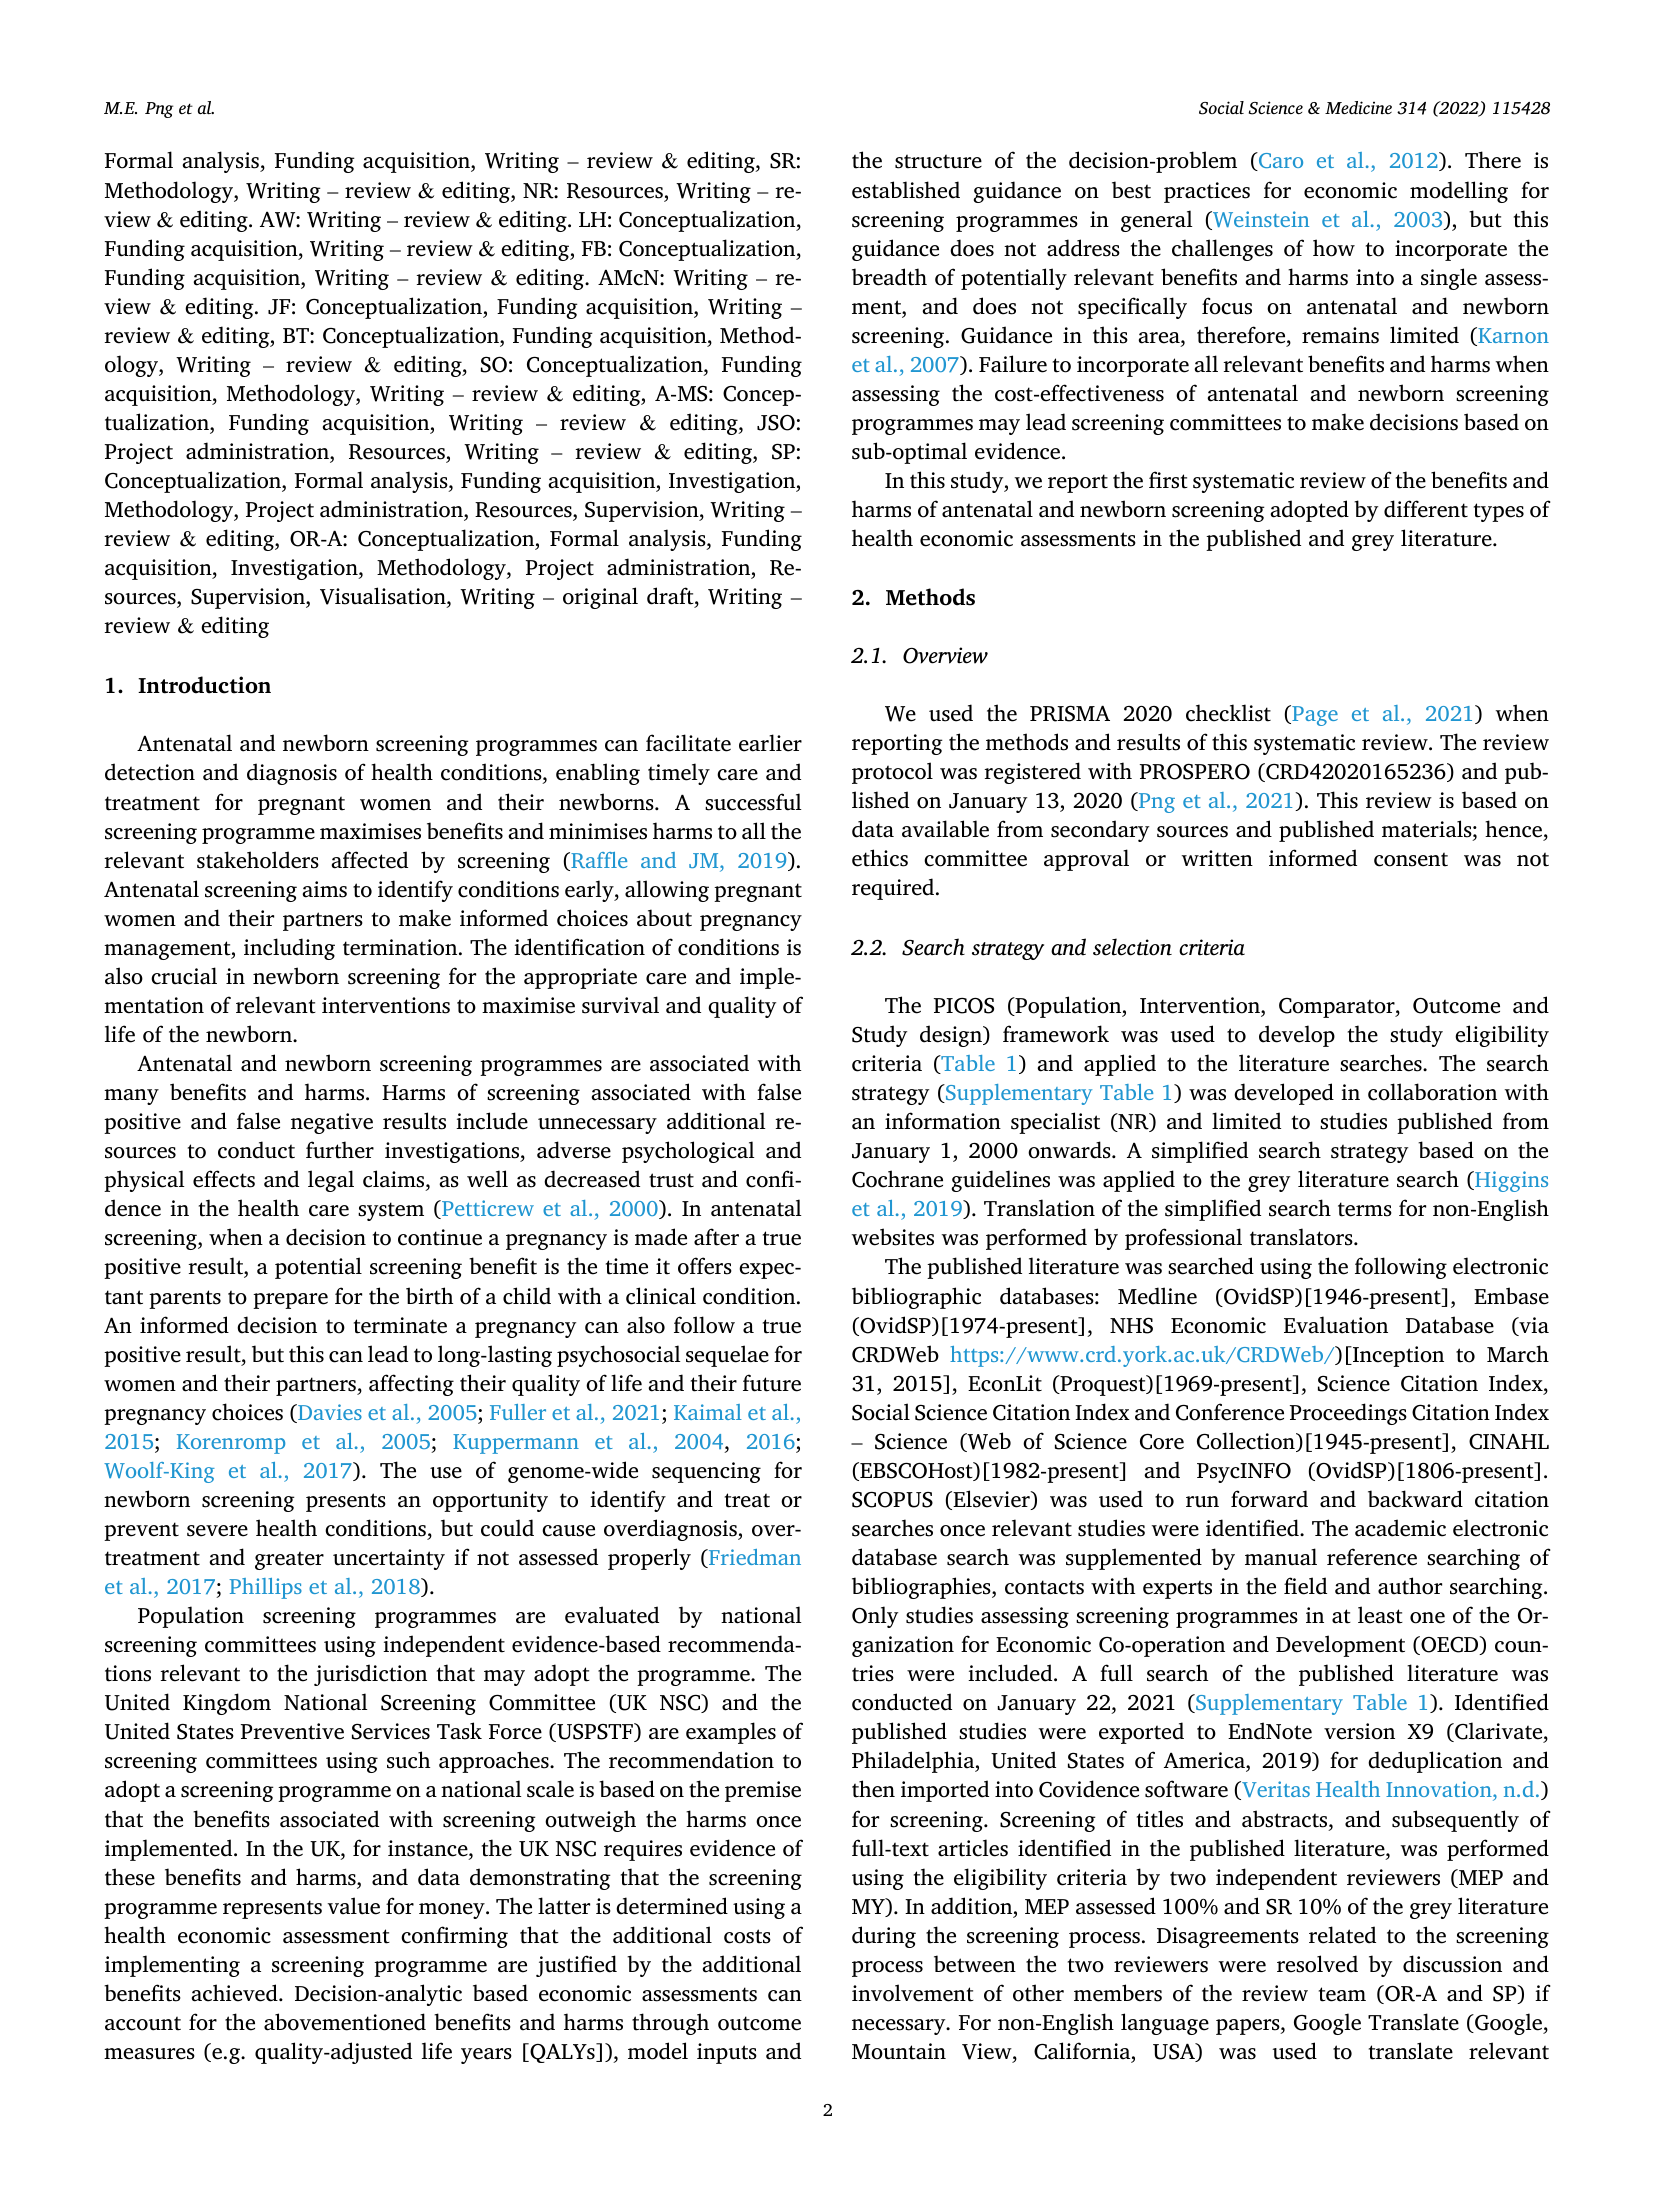 M.E. Png et al.
Social Science & Medicine 314 (2022) 115428
Formal analysis, Funding acquisition, Writing – review & editing, SR:
Methodology, Writing – review & editing, NR: Resources, Writing – re-
view & editing. AW: Writing – review & editing. LH: Conceptualization,
Funding acquisition, Writing – review & editing, FB: Conceptualization,
Funding acquisition, Writing – review & editing. AMcN: Writing – re-
view & editing. JF: Conceptualization, Funding acquisition, Writing –
review & editing, BT: Conceptualization, Funding acquisition, Method-
ology, Writing – review & editing, SO: Conceptualization, Funding
acquisition, Methodology, Writing – review & editing, A-MS: Concep-
tualization, Funding acquisition, Writing – review & editing, JSO:
Project administration, Resources, Writing – review & editing, SP:
Conceptualization, Formal analysis, Funding acquisition, Investigation,
Methodology, Project administration, Resources, Supervision, Writing –
review & editing, OR-A: Conceptualization, Formal analysis, Funding
acquisition, Investigation, Methodology, Project administration, Re-
sources, Supervision, Visualisation, Writing – original draft, Writing –
review & editing
1. Introduction
Antenatal and newborn screening programmes can facilitate earlier
detection and diagnosis of health conditions, enabling timely care and
treatment for pregnant women and their newborns. A successful
screening programme maximises benefits and minimises harms to all the
relevant stakeholders affected by screening (Raffle and JM, 2019).
Antenatal screening aims to identify conditions early, allowing pregnant
women and their partners to make informed choices about pregnancy
management, including termination. The identification of conditions is
also crucial in newborn screening for the appropriate care and imple-
mentation of relevant interventions to maximise survival and quality of
life of the newborn.
Antenatal and newborn screening programmes are associated with
many benefits and harms. Harms of screening associated with false
positive and false negative results include unnecessary additional re-
sources to conduct further investigations, adverse psychological and
physical effects and legal claims, as well as decreased trust and confi-
dence in the health care system (Petticrew et al., 2000). In antenatal
screening, when a decision to continue a pregnancy is made after a true
positive result, a potential screening benefit is the time it offers expec-
tant parents to prepare for the birth of a child with a clinical condition.
An informed decision to terminate a pregnancy can also follow a true
positive result, but this can lead to long-lasting psychosocial sequelae for
women and their partners, affecting their quality of life and their future
pregnancy choices (Davies et al., 2005; Fuller et al., 2021; Kaimal et al.,
2015; Korenromp et al., 2005; Kuppermann et al., 2004, 2016;
Woolf-King et al., 2017). The use of genome-wide sequencing for
newborn screening presents an opportunity to identify and treat or
prevent severe health conditions, but could cause overdiagnosis, over-
treatment and greater uncertainty if not assessed properly (Friedman
et al., 2017; Phillips et al., 2018).
Population screening programmes are evaluated by national
screening committees using independent evidence-based recommenda-
tions relevant to the jurisdiction that may adopt the programme. The
United Kingdom National Screening Committee (UK NSC) and the
United States Preventive Services Task Force (USPSTF) are examples of
screening committees using such approaches. The recommendation to
adopt a screening programme on a national scale is based on the premise
that the benefits associated with screening outweigh the harms once
implemented. In the UK, for instance, the UK NSC requires evidence of
these benefits and harms, and data demonstrating that the screening
programme represents value for money. The latter is determined using a
health economic assessment confirming that the additional costs of
implementing a screening programme are justified by the additional
benefits achieved. Decision-analytic based economic assessments can
account for the abovementioned benefits and harms through outcome
measures (e.g. quality-adjusted life years [QALYs]), model inputs and
the structure of the decision-problem (Caro et al., 2012). There is
established guidance on best practices for economic modelling for
screening programmes in general (Weinstein et al., 2003), but this
guidance does not address the challenges of how to incorporate the
breadth of potentially relevant benefits and harms into a single assess-
ment, and does not specifically focus on antenatal and newborn
screening. Guidance in this area, therefore, remains limited (Karnon
et al., 2007). Failure to incorporate all relevant benefits and harms when
assessing the cost-effectiveness of antenatal and newborn screening
programmes may lead screening committees to make decisions based on
sub-optimal evidence.
In this study, we report the first systematic review of the benefits and
harms of antenatal and newborn screening adopted by different types of
health economic assessments in the published and grey literature.
2. Methods
2.1. Overview
We used the PRISMA 2020 checklist (Page et al., 2021) when
reporting the methods and results of this systematic review. The review
protocol was registered with PROSPERO (CRD42020165236) and pub-
lished on January 13, 2020 (Png et al., 2021). This review is based on
data available from secondary sources and published materials; hence,
ethics committee approval or written informed consent was not
required.
2.2. Search strategy and selection criteria
The PICOS (Population, Intervention, Comparator, Outcome and
Study design) framework was used to develop the study eligibility
criteria (Table 1) and applied to the literature searches. The search
strategy (Supplementary Table 1) was developed in collaboration with
an information specialist (NR) and limited to studies published from
January 1, 2000 onwards. A simplified search strategy based on the
Cochrane guidelines was applied to the grey literature search (Higgins
et al., 2019). Translation of the simplified search terms for non-English
websites was performed by professional translators.
The published literature was searched using the following electronic
bibliographic databases: Medline (OvidSP)[1946-present], Embase
(OvidSP)[1974-present], NHS Economic Evaluation Database (via
CRDWeb https://www.crd.york.ac.uk/CRDWeb/)[Inception to March
31, 2015], EconLit (Proquest)[1969-present], Science Citation Index,
Social Science Citation Index and Conference Proceedings Citation Index
– Science (Web of Science Core Collection)[1945-present], CINAHL
(EBSCOHost)[1982-present] and PsycINFO (OvidSP)[1806-present].
SCOPUS (Elsevier) was used to run forward and backward citation
searches once relevant studies were identified. The academic electronic
database search was supplemented by manual reference searching of
bibliographies, contacts with experts in the field and author searching.
Only studies assessing screening programmes in at least one of the Or-
ganization for Economic Co-operation and Development (OECD) coun-
tries were included. A full search of the published literature was
conducted on January 22, 2021 (Supplementary Table 1). Identified
published studies were exported to EndNote version X9 (Clarivate,
Philadelphia, United States of America, 2019) for deduplication and
then imported into Covidence software (Veritas Health Innovation, n.d.)
for screening. Screening of titles and abstracts, and subsequently of
full-text articles identified in the published literature, was performed
using the eligibility criteria by two independent reviewers (MEP and
MY). In addition, MEP assessed 100% and SR 10% of the grey literature
during the screening process. Disagreements related to the screening
process between the two reviewers were resolved by discussion and
involvement of other members of the review team (OR-A and SP) if
necessary. For non-English language papers, Google Translate (Google,
Mountain View, California, USA) was used to translate relevant
2